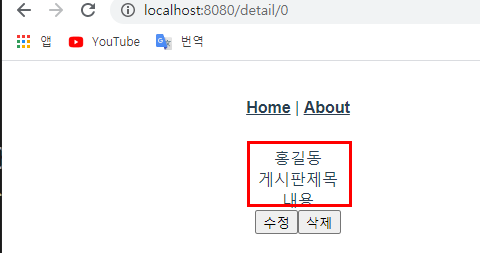 localhost:8080/detail/0
앱 YouTube 번역
Home | About
홍길동
게시판제목
내용
수정 삭제